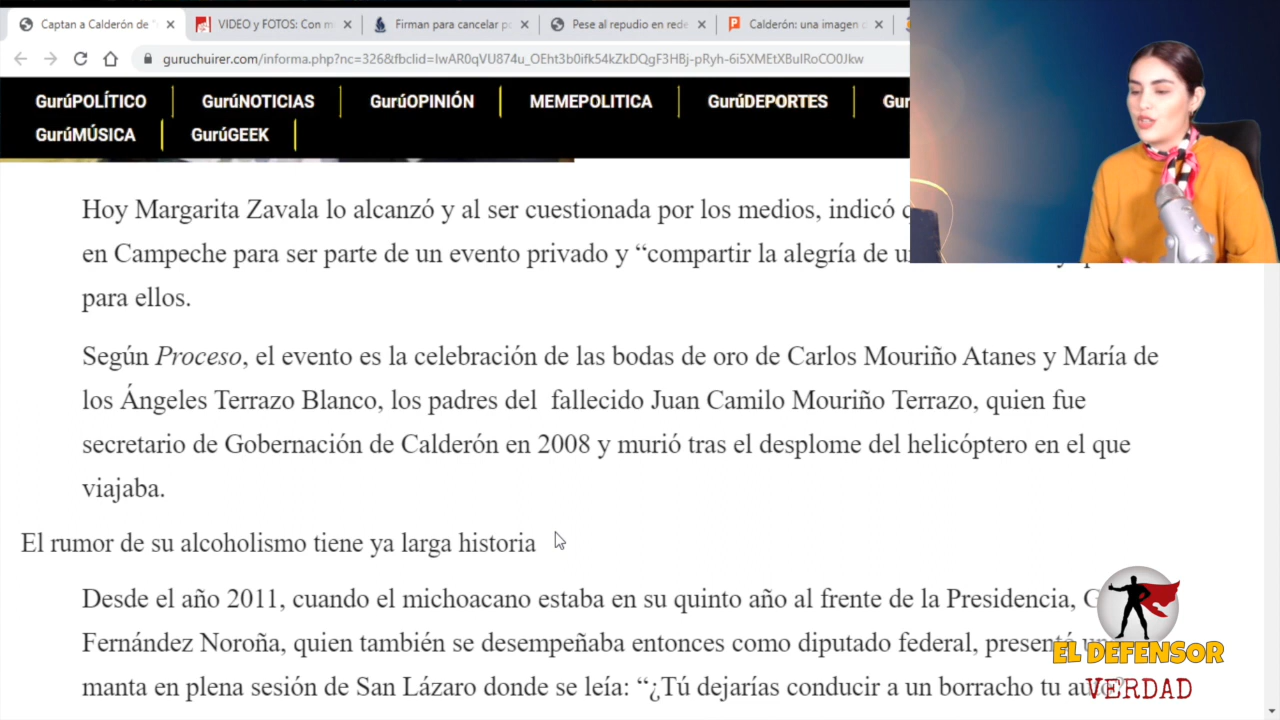 Captan a Calderón de "
VIDEO y FOTOS: Con m
Firman para cancelar p
Pese al repudio en rede
Calderón: una imagen
guruchuirer.com/informa.php?nc=326&fbclid=IwAR0qVU874u_OEht3b0ifk54kZkDQgF3HBj-pRyh-6i5XMEtXBuIRoCO0Jkw
GurúPOLÍTICO
GurúNOTICIAS
GurúOPINIÓN
MEMEPOLITICA
GurúDEPORTES
Gur
GurúMÚSICA
GurúGEEK
Hoy Margarita Zavala lo alcanzó y al ser cuestionada por los medios, indicó
en Campeche para ser parte de un evento privado y “compartir la alegría de
para ellos.
Según Proceso, el evento es la celebración de las bodas de oro de Carlos Mouriño Atanes y María de
los Ángeles Terrazo Blanco, los padres del fallecido Juan Camilo Mouriño Terrazo, quien fue
secretario de Gobernación de Calderón en 2008 y murió tras el desplome del helicóptero en el que
viajaba.
El rumor de su alcoholismo tiene ya larga historia
Desde el año 2011, cuando el michoacano estaba en su quinto año al frente de la Presidencia,
Fernández Noroña, quien también se desempeñaba entonces como diputado federal, presentó
manta en plena sesión de San Lázaro donde se leía: “¿Tú dejarías conducir a un borracho tu auto?
EL DEFENSOR
VERDAD